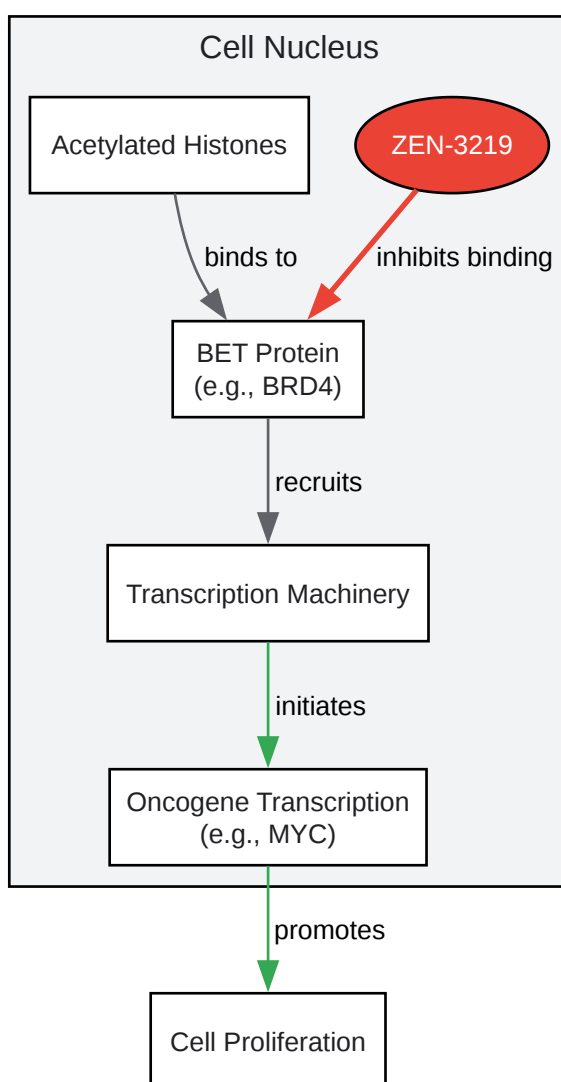 Cell Nucleus
Acetylated Histones
ZEN-3219
binds to
inhibits binding
BET Protein
(e.g., BRD4)
recruits
Transcription Machinery
initiates
Oncogene Transcription
(e.g., MYC)
promotes
Cell Proliferation